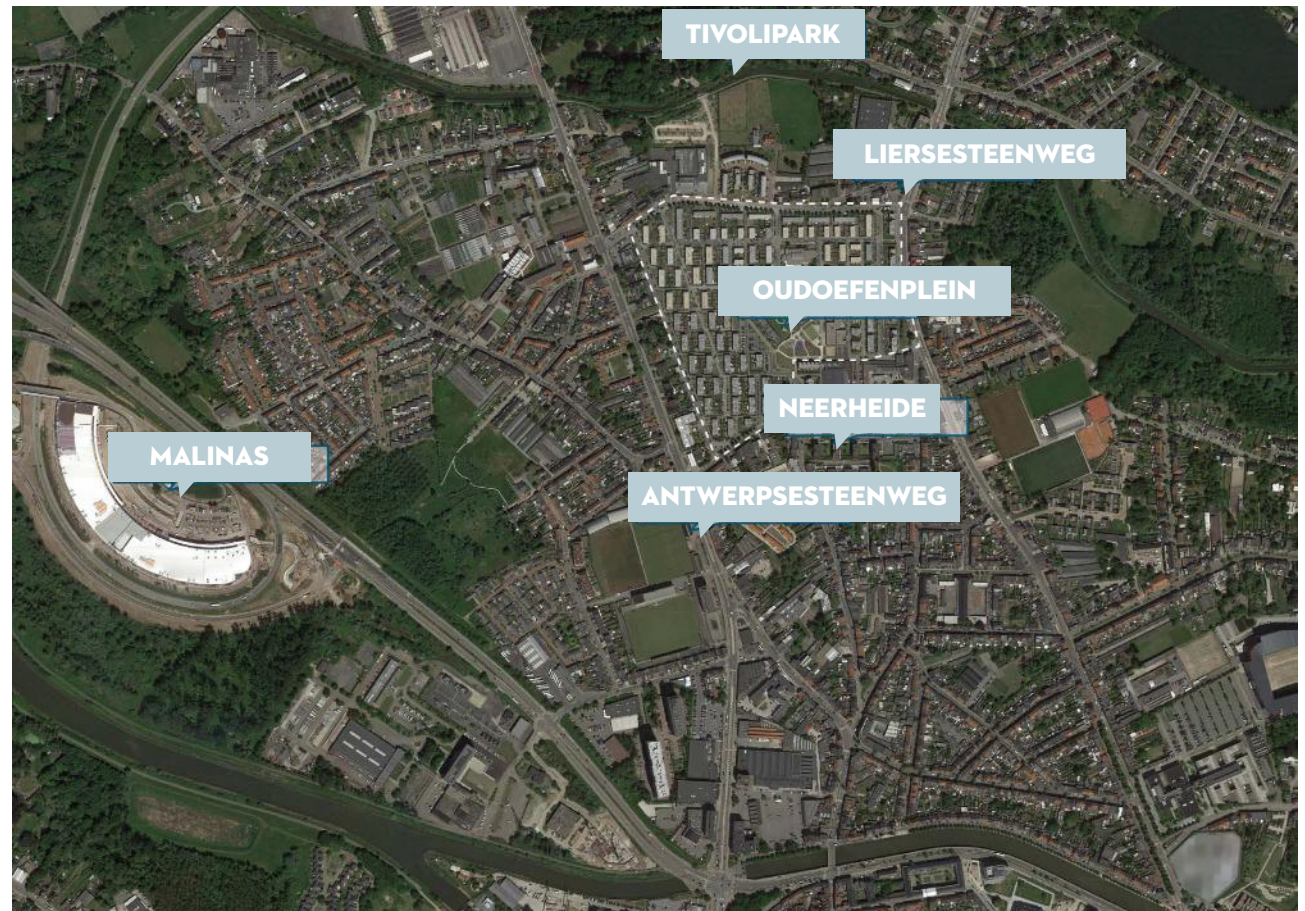 TIVOLIPARK
LIERSESTEENWEG
OUDOEFENPLEIN
NEERHEIDE
MALINAS
ANTWERPSESTEENWEG